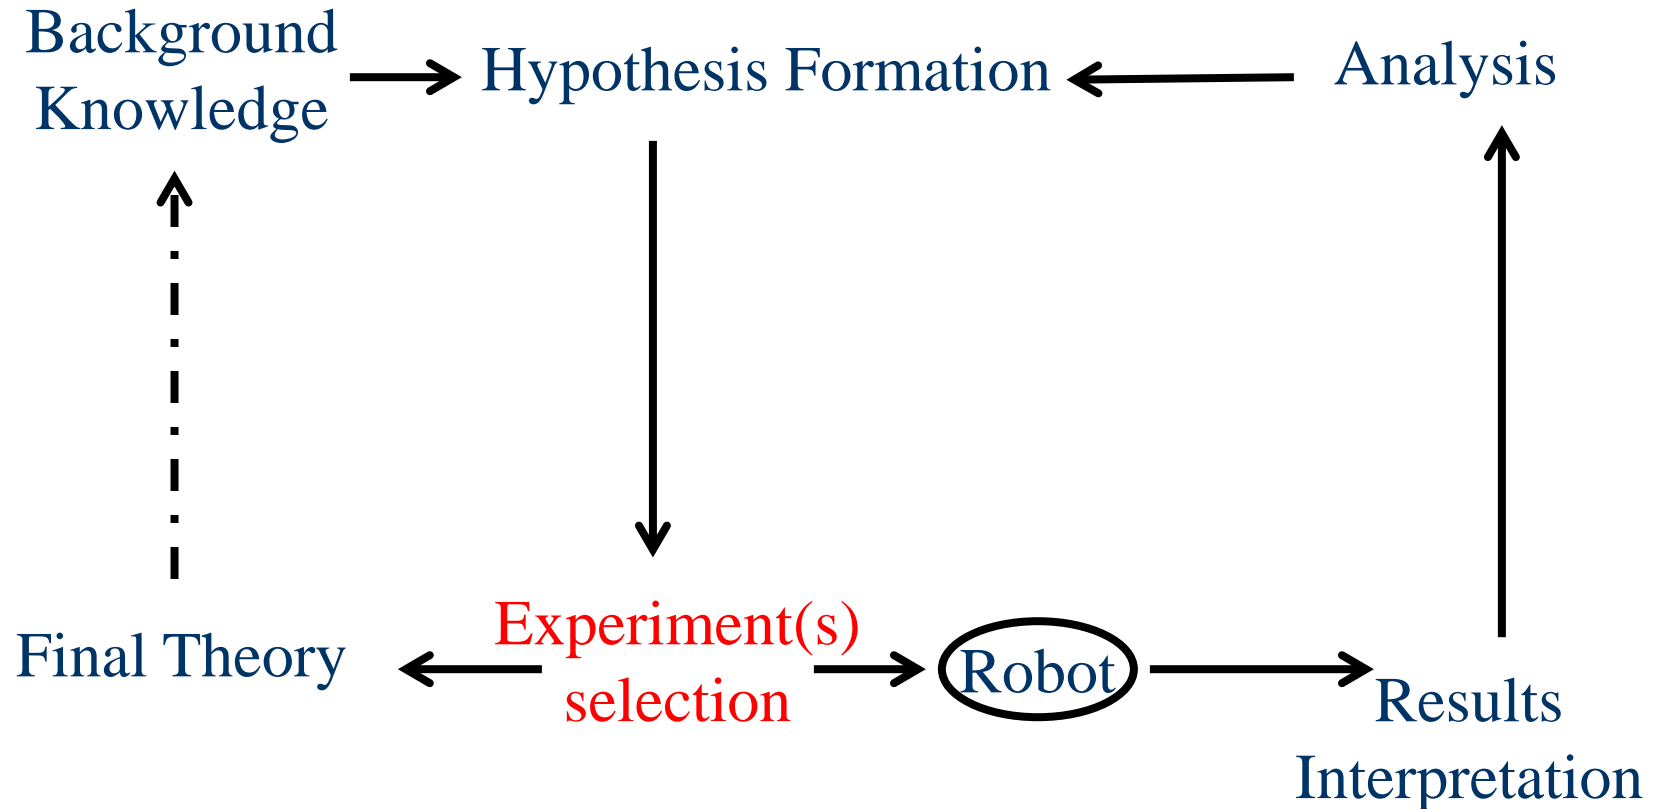 Background
Knowledge
Hypothesis Formation
Analysis
Final Theory
Experiment(s)
selection
Robot
Results
Interpretation